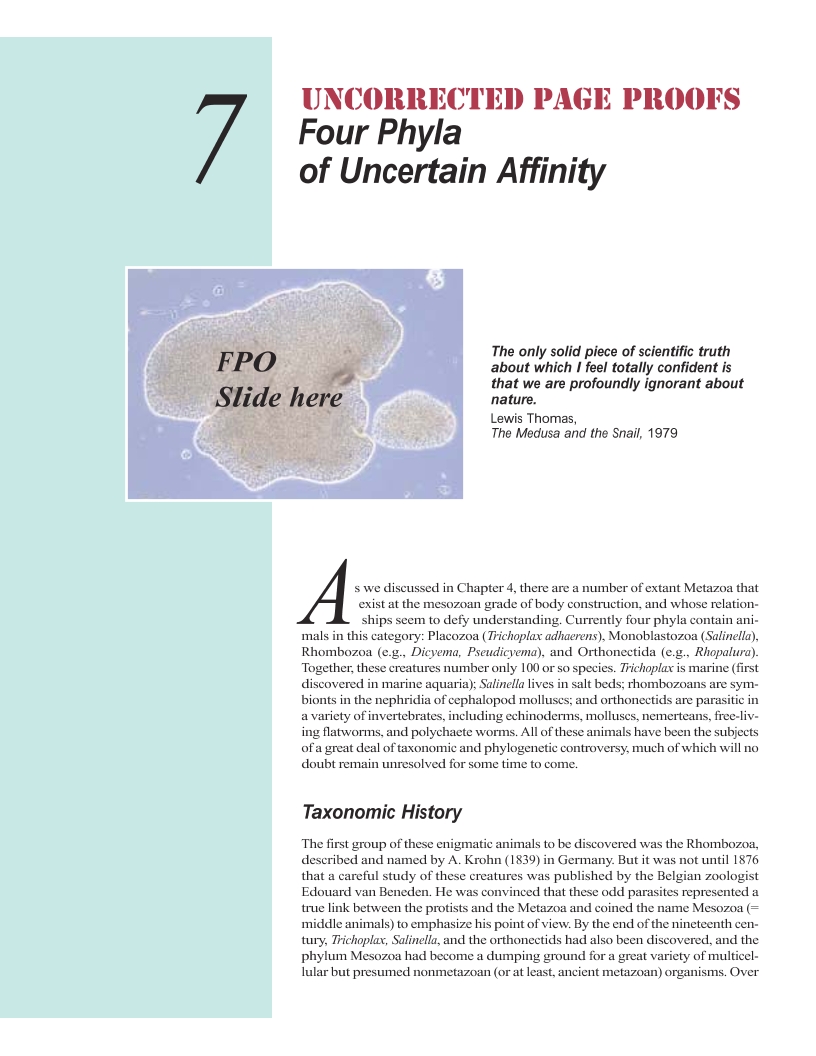 7
UNCORRECTED PAGE PROOFS
Four Phyla
of Uncertain Affinity
FPO
Slide here
The only solid piece of scientific truth
about which I feel totally confident is
that we are profoundly ignorant about
nature.
Lewis Thomas,
The Medusa and the Snail, 1979
As we discussed in Chapter 4, there are a number of extant Metazoa that
exist at the mesozoan grade of body construction, and whose relation-
ships seem to defy understanding. Currently four phyla contain ani-
mals in this category: Placozoa (Trichoplax adhaerens), Monoblastozoa (Salinella),
Rhombozoa (e.g., Dicyema, Pseudicyema), and Orthonectida (e.g., Rhopalura).
Together, these creatures number only 100 or so species. Trichoplax is marine (first
discovered in marine aquaria); Salinella lives in salt beds; rhombozoans are sym-
bionts in the nephridia of cephalopod molluscs; and orthonectids are parasitic in
a variety of invertebrates, including echinoderms, molluscs, nemerteans, free-liv-
ing flatworms, and polychaete worms. All of these animals have been the subjects
of a great deal of taxonomic and phylogenetic controversy, much of which will no
doubt remain unresolved for some time to come.
Taxonomic History
The first group of these enigmatic animals to be discovered was the Rhombozoa,
described and named by A. Krohn (1839) in Germany. But it was not until 1876
that a careful study of these creatures was published by the Belgian zoologist
Edouard van Beneden. He was convinced that these odd parasites represented a
true link between the protists and the Metazoa and coined the name Mesozoa (=
middle animals) to emphasize his point of view. By the end of the nineteenth cen-
tury, Trichoplax, Salinella, and the orthonectids had also been discovered, and the
phylum Mesozoa had become a dumping ground for a great variety of multicel-
lular but presumed nonmetazoan (or at least, ancient metazoan) organisms. Over